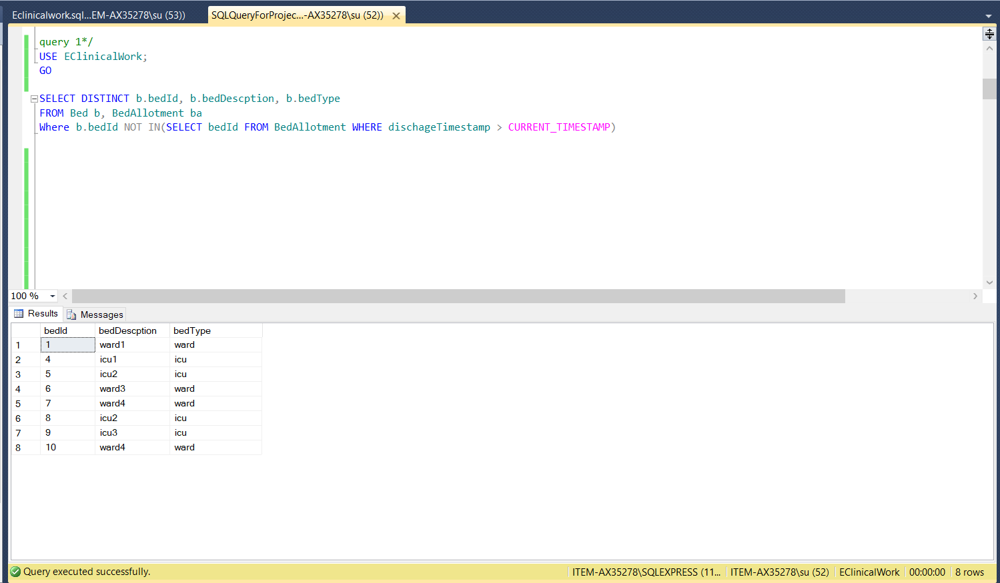 Eclinicalwork.sql...EM-AX35278\su (53)) SQLQueryForProjec...-AX35278\su (52))
query 1*/
USE EClinicalWork;
GO
SELECT DISTINCT b.bedId, b.bedDescption, b.bedType
FROM Bed b, BedAllotment ba
Where b.bedId NOT IN(SELECT bedId FROM BedAllotment WHERE dischageTimestamp > CURRENT_TIMESTAMP)
100 %
Results Messages
bedId bedDescption bedType
1 1 ward1 ward
2 4 icu1 icu
3 5 icu2 icu
4 6 ward3 ward
5 7 ward4 ward
6 8 icu2 icu
7 9 icu3 icu
8 10 ward4 ward
Query executed successfully. ITEM-AX35278\SQLEXPRESS (11... ITEM-AX35278\su (52) EClinicalWork 00:00:00 8 rows